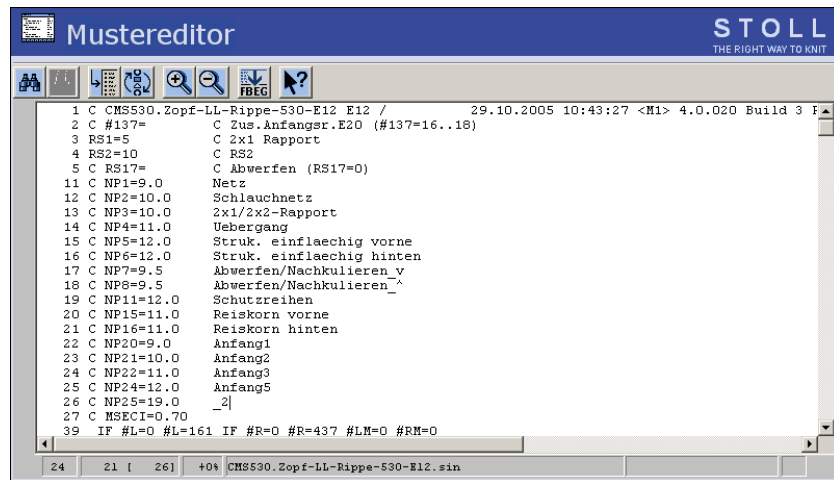 Mustereditor
STOLL
THE RIGHT WAY TO KNIT
FBEG
1 C CMS530.Zopf-LL-Rippe-530-E12 E12 / 29.10.2005 10:43:27 <M1> 4.0.020 Build 3
2 C #137= C Zus.Anfangsr.E20 (#137=16..18)
3 RS1=5 C 2x1 Rapport
4 RS2=10 C RS2
5 C RS17= C Abwerfen (RS17=0)
11 C NP1=9.0 Netz
12 C NP2=10.0 Schlauchnetz
13 C NP3=10.0 2x1/2x2-Rapport
14 C NP4=11.0 Uebergang
15 C NP5=12.0 Struk. einflaechig vorne
16 C NP6=12.0 Struk. einflaechig hinten
17 C NP7=9.5 Abwerfen/Nachkulieren_v
18 C NP8=9.5 Abwerfen/Nachkulieren_^
19 C NP11=12.0 Schutzreihen
20 C NP15=11.0 Reiskorn vorne
21 C NP16=11.0 Reiskorn hinten
22 C NP20=9.0 Anfang1
23 C NP21=10.0 Anfang2
24 C NP22=11.0 Anfang3
25 C NP24=12.0 Anfang5
26 C NP25=19.0 _2
27 C MSECI=0.70
39 IF #L=0 #L=161 IF #R=0 #R=437 #LM=0 #RM=0
24 21 [ 26] +0% CMS530.Zopf-LL-Rippe-530-E12.sin